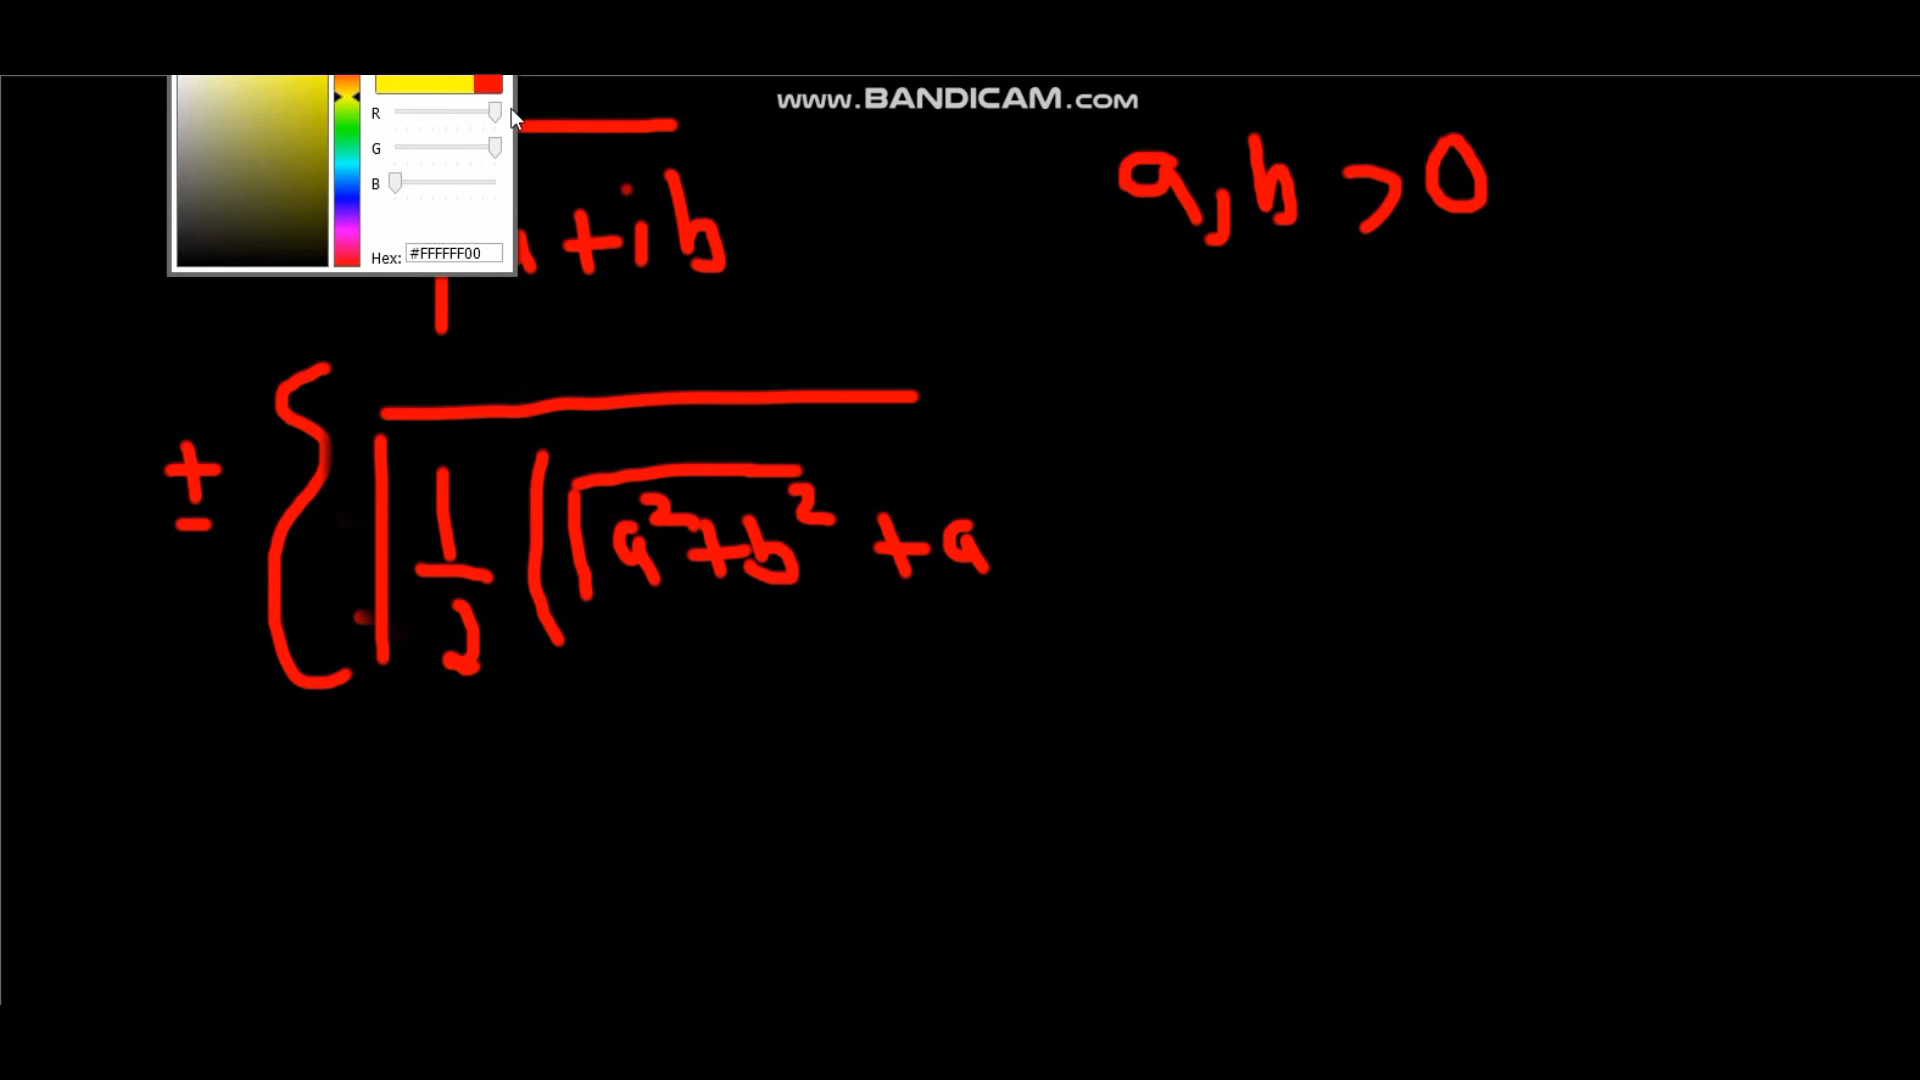 www.BANDICAM.com
R
G
B
Hex: #FFFFFF00
+ib
a, b > 0
± { √ 1/2 ( √ a² + b² + a